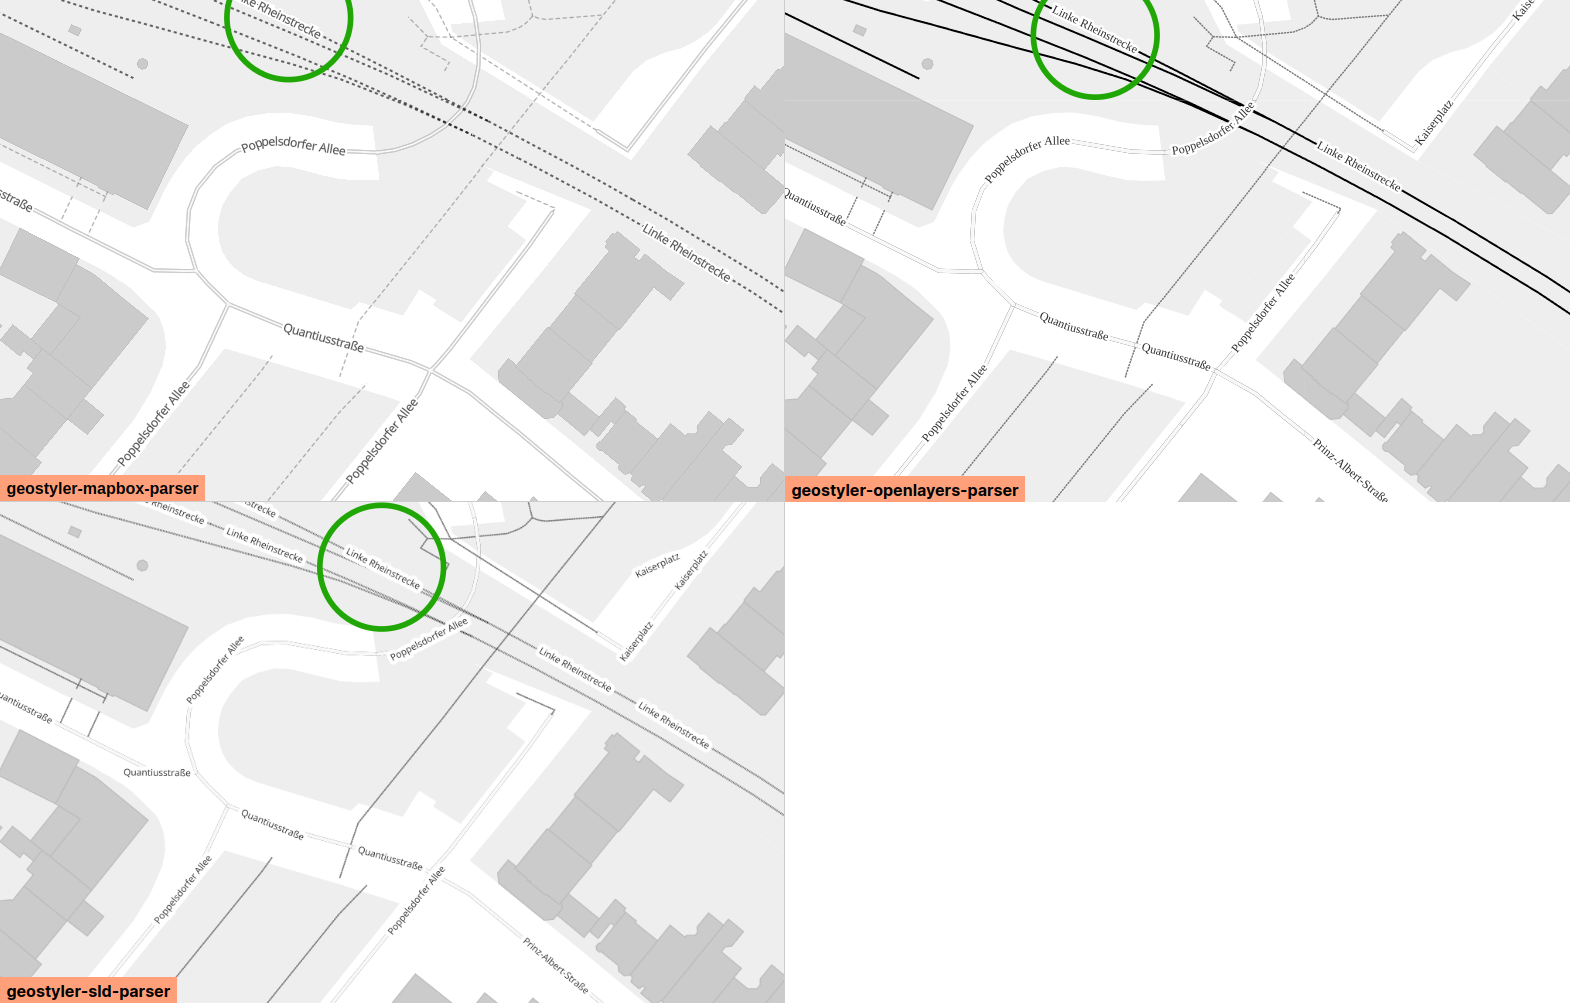 nke Rheinstrecke
Poppelsdorfer Allee
straße
Linke Rheinstrecke
Quantiusstraße
Poppelsdorfer Allee
Poppelsdorfer Allee
geostyler-mapbox-parser
Linke Rheinstrecke
Kaise
Kaiserplatz
Poppelsdorfer Allee
Poppelsdorfer Allee
Linke Rheinstrecke
Quantiusstraße
Poppelsdorfer Allee
Quantiusstraße
Quantiusstraße
Poppelsdorfer Allee
Prinz-Albert-Straße
geostyler-openlayers-parser
Rheinstrecke
strecke
Linke Rheinstrecke
Linke Rheinstrecke
Kaiserplatz
Kaiserplatz
Kaiserplatz
Poppelsdorfer Allee
Poppelsdorfer Allee
Linke Rheinstrecke
Linke Rheinstrecke
uantiusstraße
Quantiusstraße
Quantiusstraße
Quantiusstraße
Poppelsdorfer Allee
Poppelsdorfer Allee
Prinz-Albert-Straße
geostyler-sld-parser